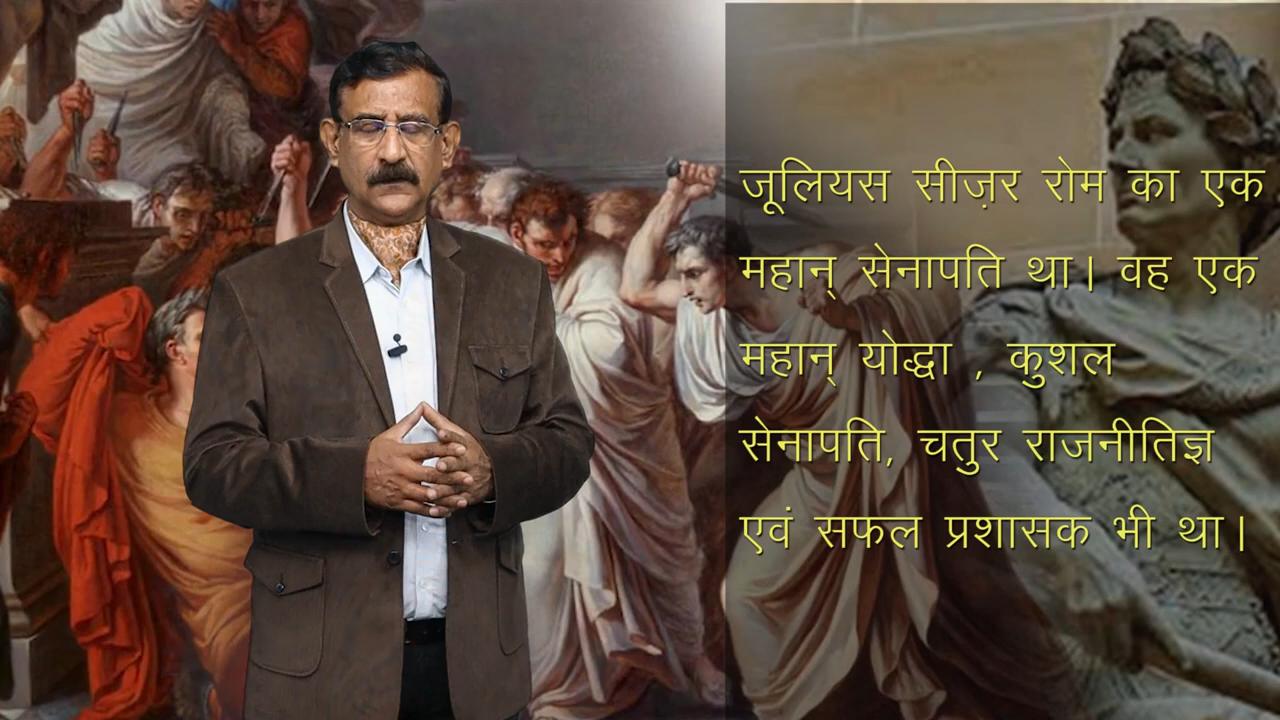 जूलियस सीज़र रोम का एक
महान् सेनापति था। वह एक
महान् योद्धा , कुशल
सेनापति, चतुर राजनीतिज्ञ
एवं सफल प्रशासक भी था।